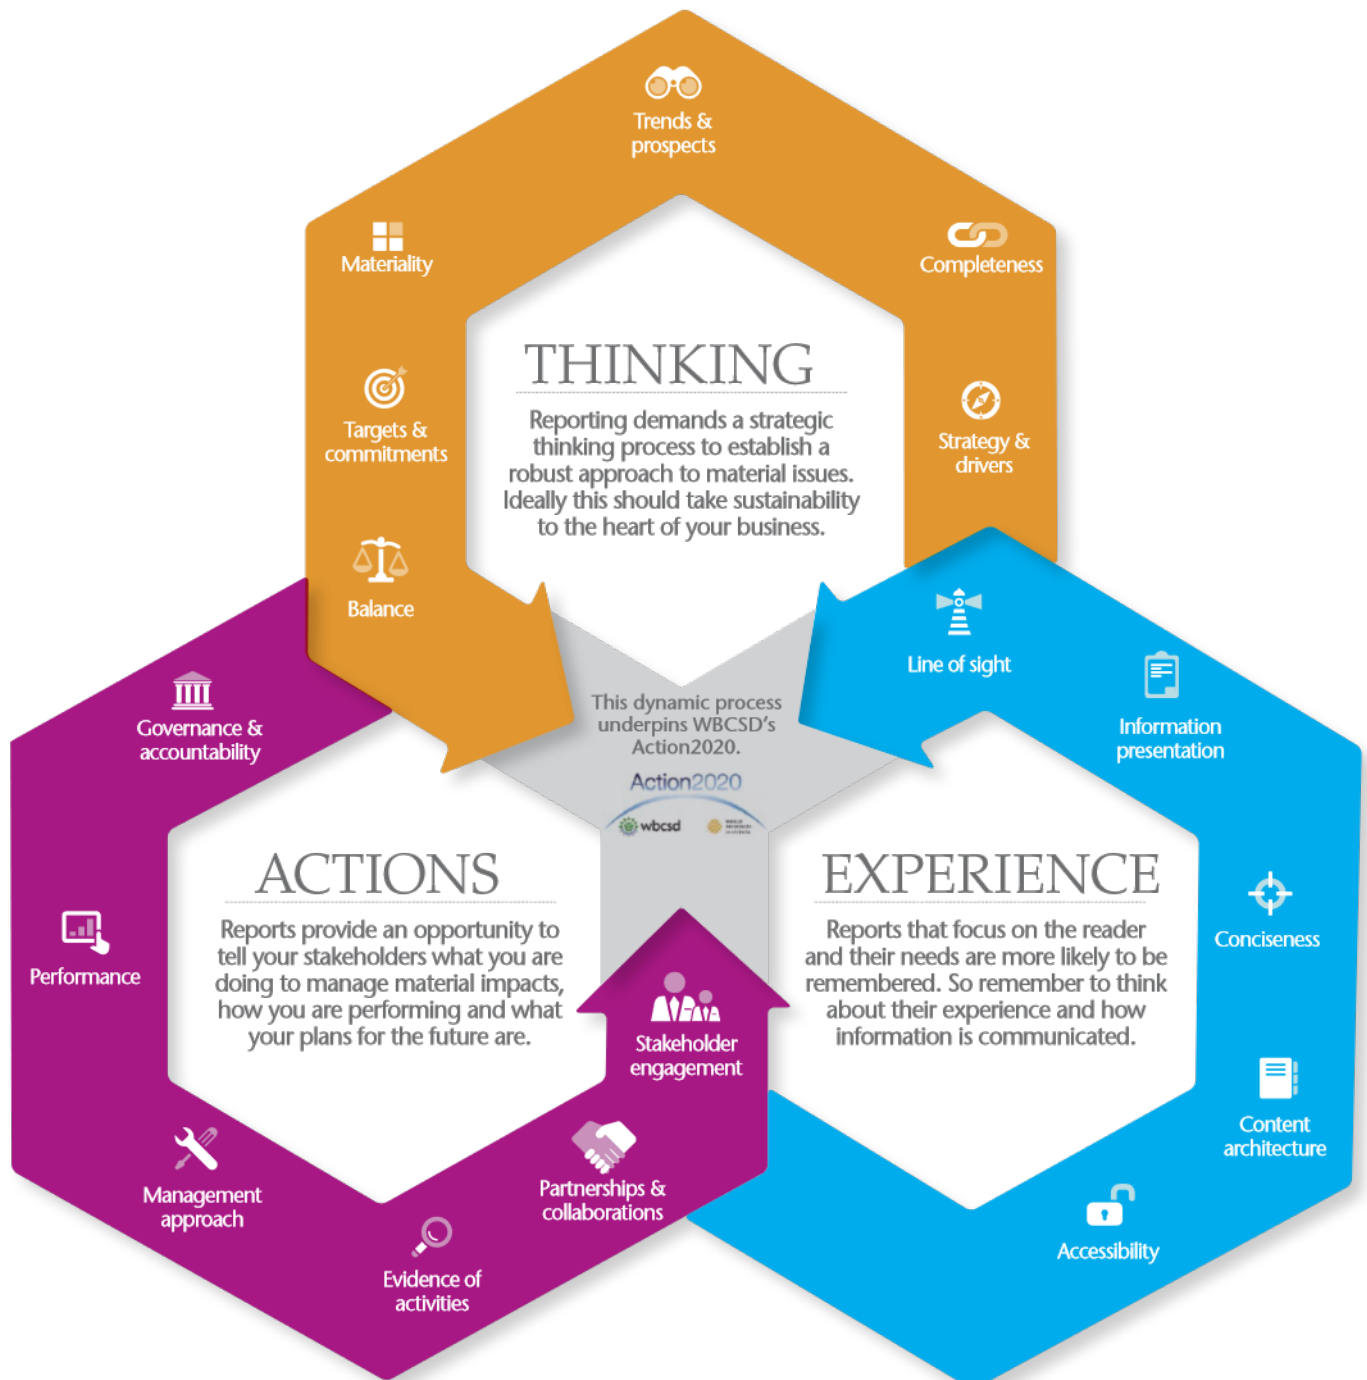 Trends &
prospects
Materiality
Completeness
THINKING
Reporting demands a strategic
thinking process to establish a
robust approach to material issues.
Ideally this should take sustainability
to the heart of your business.
Targets &
commitments
Strategy &
drivers
Balance
Line of sight
This dynamic process
underpins WBCSD's
Action2020.
Action2020
wbcsd
Governance &
accountability
Information
presentation
ACTIONS
Reports provide an opportunity to
tell your stakeholders what you are
doing to manage material impacts,
how you are performing and what
your plans for the future are.
EXPERIENCE
Reports that focus on the reader
and their needs are more likely to be
remembered. So remember to think
about their experience and how
information is communicated.
Performance
Conciseness
Stakeholder
engagement
Content
architecture
Management
approach
Partnerships &
collaborations
Accessibility
Evidence of
activities